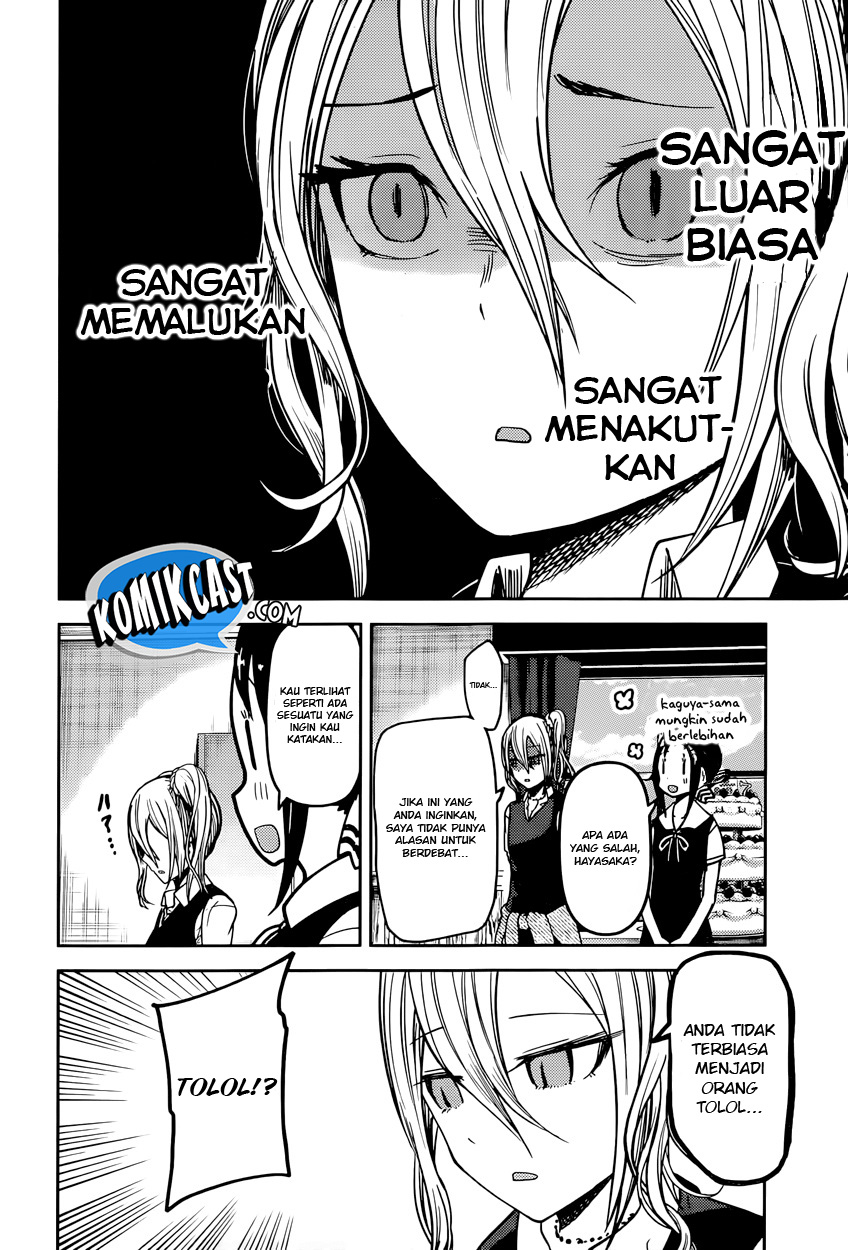 SANGAT
LUAR
BIASA
SANGAT
MEMALUKAN
SANGAT
MENAKUT-
KAN
KOMIKCAST
.COM
TIDAK...
kaguya-sama
mungkin sudah
berlebihan
APA ADA
YANG SALAH,
HAYASAKA?
JIKA INI YANG
ANDA INGINKAN,
SAYA TIDAK PUNYA
ALASAN UNTUK
BERDEBAT...
KAU TERLIHAT
SEPERTI ADA
SESUATU YANG
INGIN KAU
KATAKAN...
ハァ...
ANDA TIDAK
TERBIASA
MENJADI
ORANG
TOLOL...
TOLOL!?